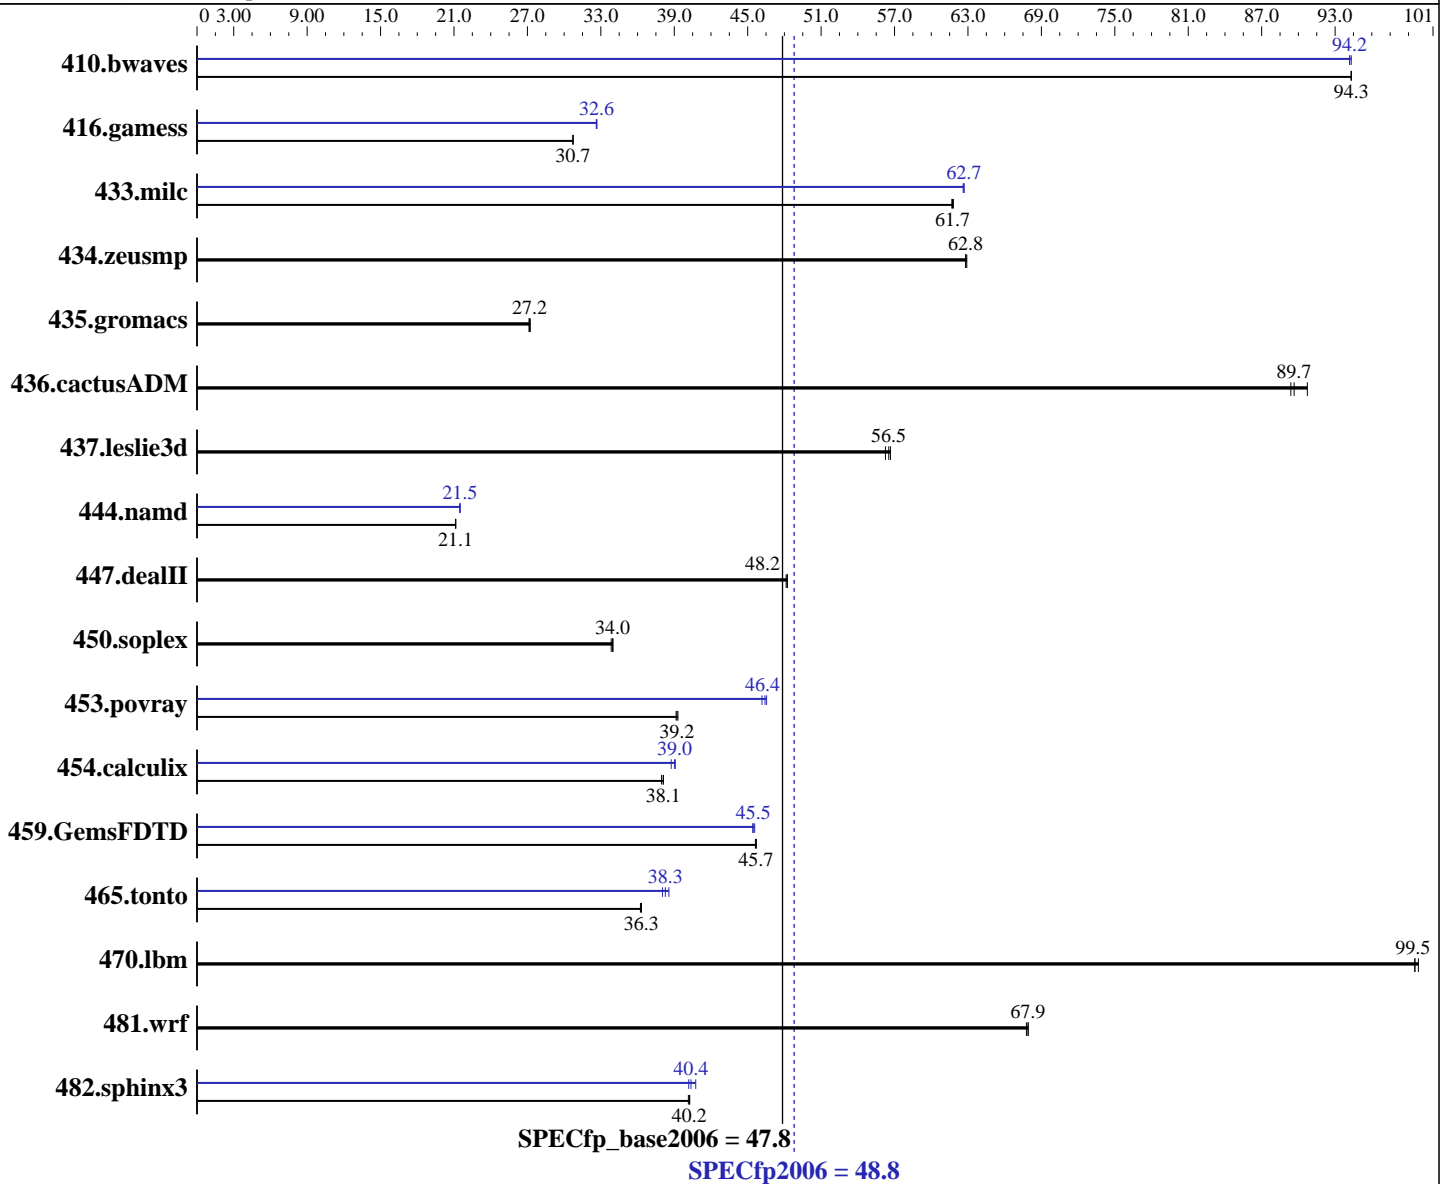 0 3.00 9.00 15.0 21.0 27.0 33.0 39.0 45.0 51.0 57.0 63.0 69.0 75.0 81.0 87.0 93.0 101
94.2
410.bwaves
94.3
32.6
416.gamess
30.7
62.7
433.milc
61.7
62.8
434.zeusmp
27.2
435.gromacs
89.7
436.cactusADM
56.5
437.leslie3d
21.5
444.namd
21.1
48.2
447.dealII
34.0
450.soplex
46.4
453.povray
39.2
39.0
454.calculix
38.1
45.5
459.GemsFDTD
45.7
38.3
465.tonto
36.3
99.5
470.lbm
67.9
481.wrf
40.4
482.sphinx3
40.2
SPECfp_base2006 = 47.8
SPECfp2006 = 48.8